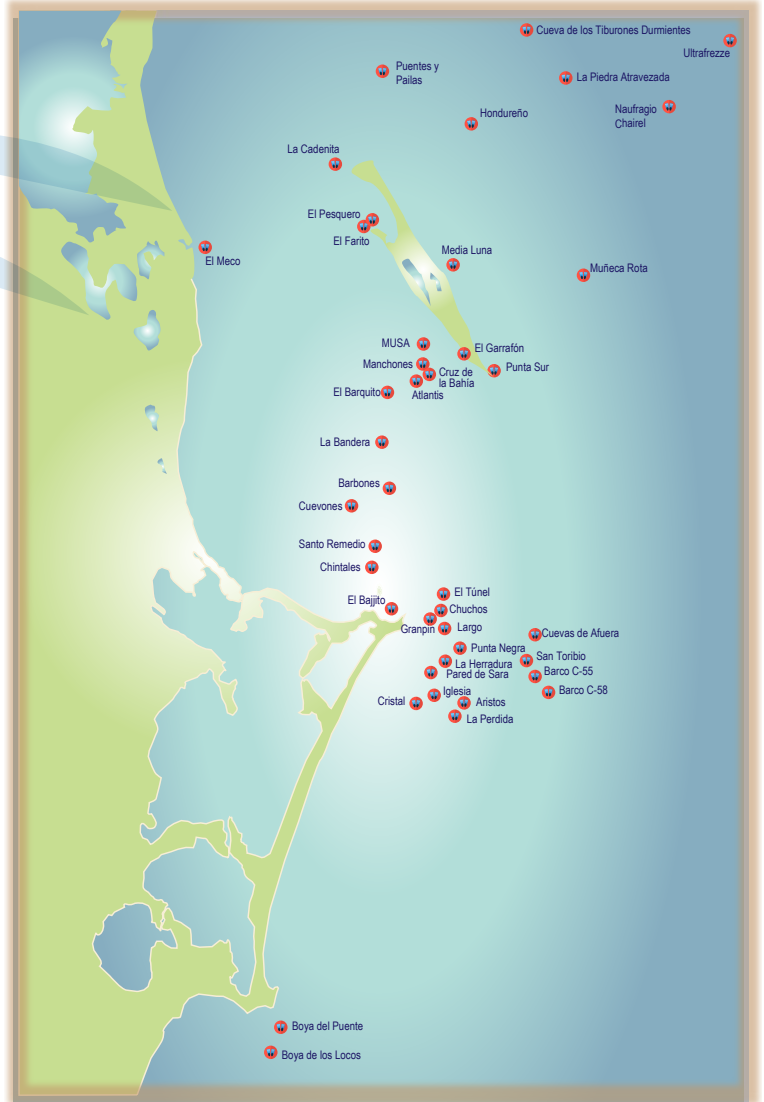 Cueva de los Tiburones Durmientes
Ultrafrezze
Puentes y
Pailas
La Piedra Atravezada
Naufragio
Chairel
Hondureño
La Cadenita
El Pesquero
El Farito
El Meco
Media Luna
Muñeca Rota
MUSA
El Garrafón
Manchones
Cruz de
la Bahía
Punta Sur
Atlantis
El Barquito
La Bandera
Barbones
Cuevones
Santo Remedio
Chintales
El Túnel
El Bajjito
Chuchos
Granpin
Largo
Cuevas de Afuera
Punta Negra
San Toribio
La Herradura
Pared de Sara
Barco C-55
Iglesia
Barco C-58
Cristal
Aristos
La Perdida
Boya del Puente
Boya de los Locos